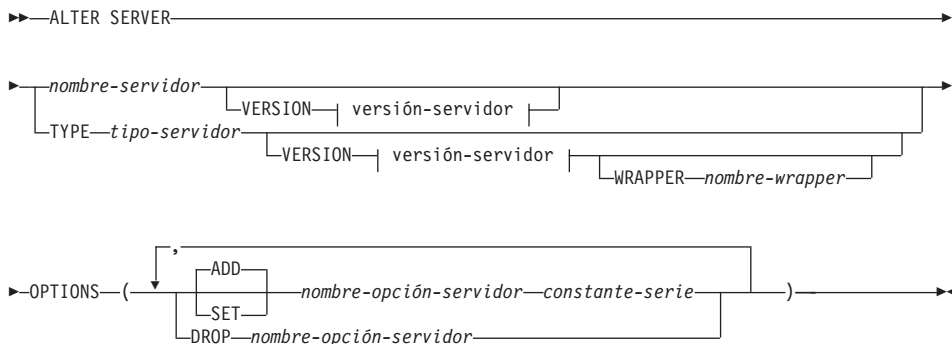 ALTER SERVER
nombre-servidor
VERSION versión-servidor
TYPE tipo-servidor
VERSION versión-servidor
WRAPPER nombre-wrapper
,
ADD
OPTIONS ( nombre-opción-servidor constante-serie )
SET
DROP nombre-opción-servidor